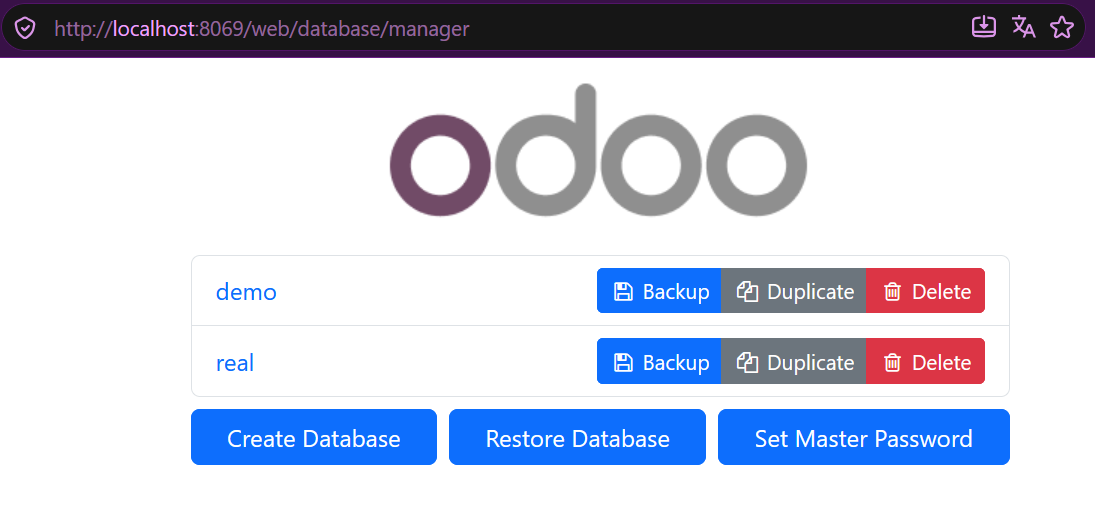 http://localhost:8069/web/database/manager
odoo
demo Backup Duplicate Delete
real Backup Duplicate Delete
Create Database Restore Database Set Master Password